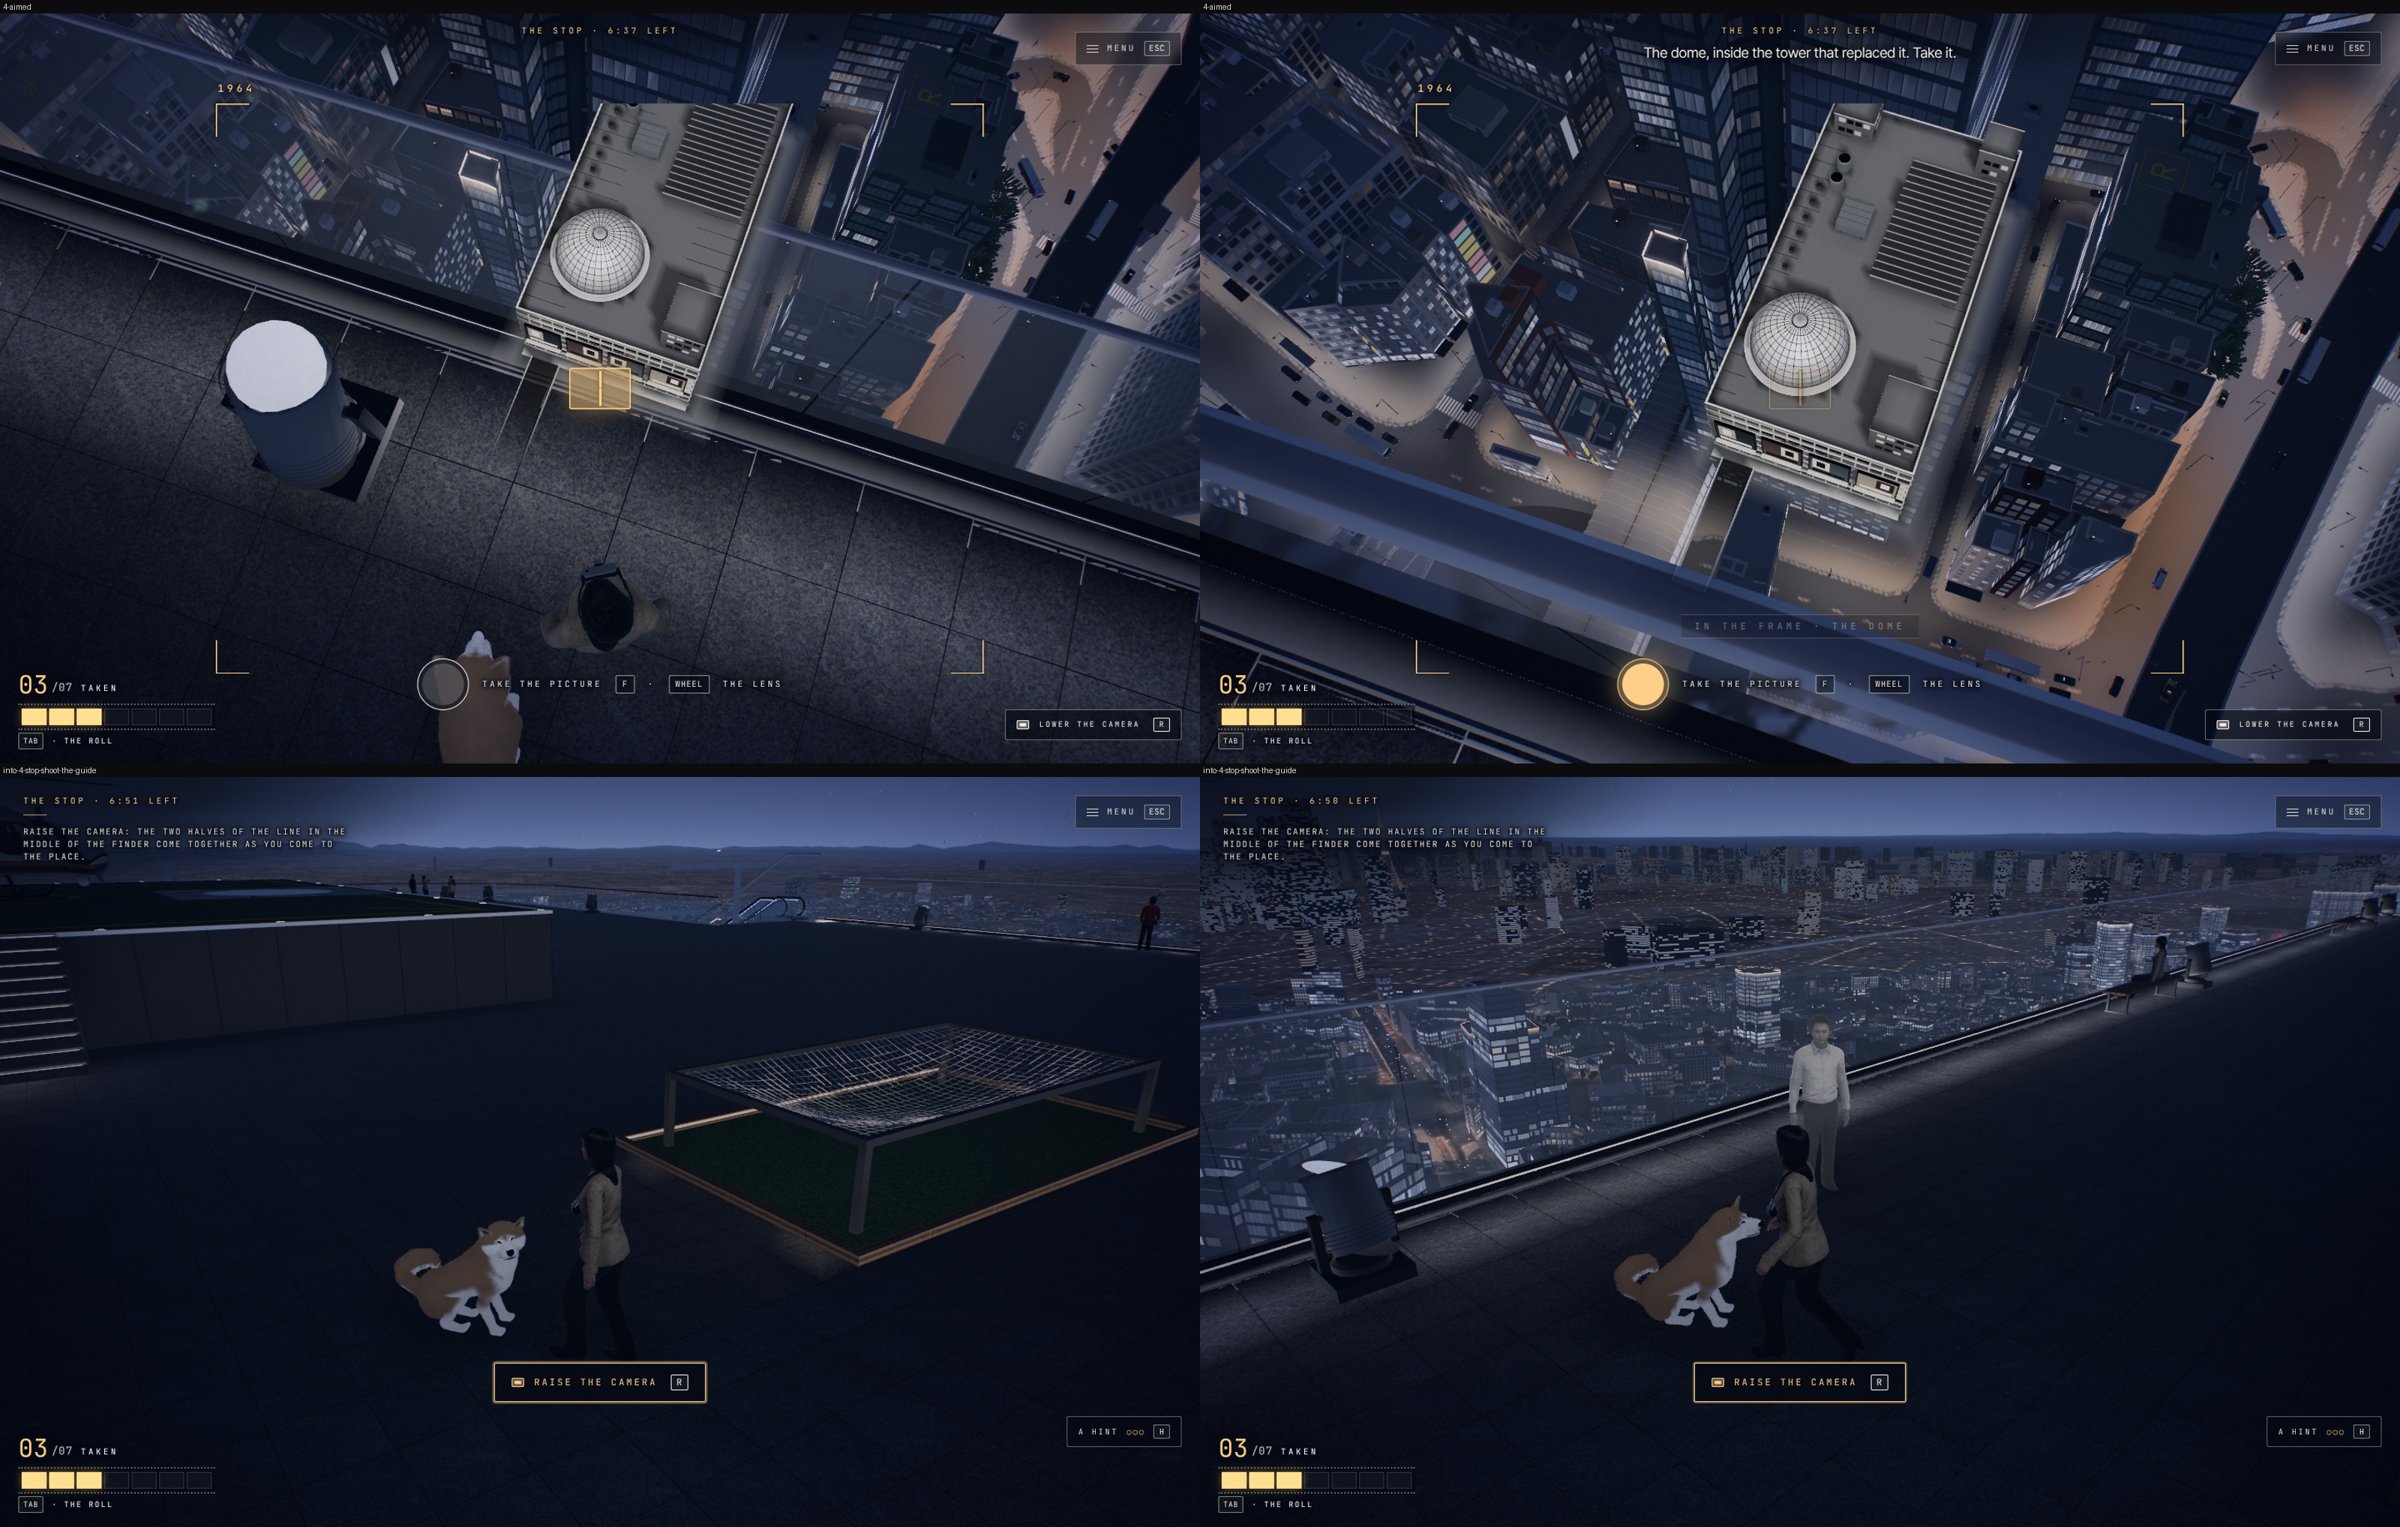 4-aimed
THE STOP · 6:37 LEFT
MENU ESC
1964
R
TAKE THE PICTURE F · WHEEL THE LENS
03/07 TAKEN
LOWER THE CAMERA R
TAB · THE ROLL
4-aimed
THE STOP · 6:37 LEFT
The dome, inside the tower that replaced it. Take it.
MENU ESC
1964
R
IN THE FRAME · THE DOME
TAKE THE PICTURE F · WHEEL THE LENS
03/07 TAKEN
LOWER THE CAMERA R
TAB · THE ROLL
into-4-stop-shoot-the-guide
THE STOP · 6:51 LEFT
MENU ESC
RAISE THE CAMERA: THE TWO HALVES OF THE LINE IN THE
MIDDLE OF THE FINDER COME TOGETHER AS YOU COME TO
THE PLACE.
RAISE THE CAMERA R
A HINT ○○○ H
03/07 TAKEN
TAB · THE ROLL
into-4-stop-shoot-the-guide
THE STOP · 6:50 LEFT
MENU ESC
RAISE THE CAMERA: THE TWO HALVES OF THE LINE IN THE
MIDDLE OF THE FINDER COME TOGETHER AS YOU COME TO
THE PLACE.
RAISE THE CAMERA R
A HINT ○○○ H
03/07 TAKEN
TAB · THE ROLL